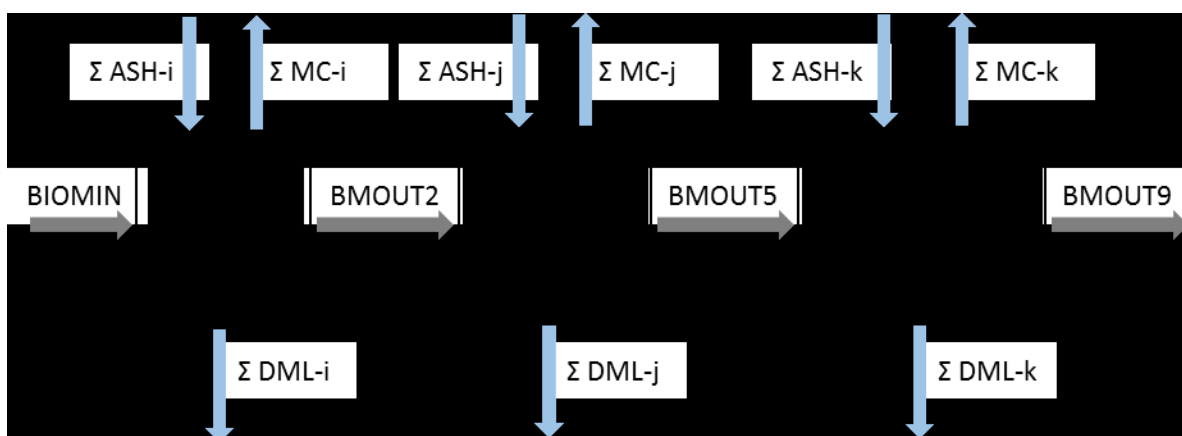 Σ ASH-i
Σ MC-i
Σ ASH-j
Σ MC-j
Σ ASH-k
Σ MC-k
BIOMIN
BMOUT2
BMOUT5
BMOUT9
Σ DML-i
Σ DML-j
Σ DML-k